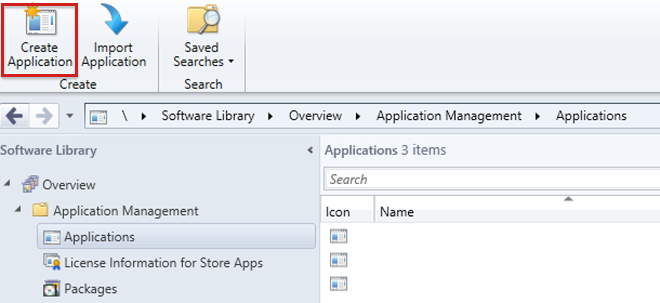 Create Application
Import Application
Saved Searches
Create
Search
\ Software Library Overview Application Management Applications
Software Library
Applications 3 items
Overview
Search
Application Management
Icon Name
Applications
License Information for Store Apps
Packages